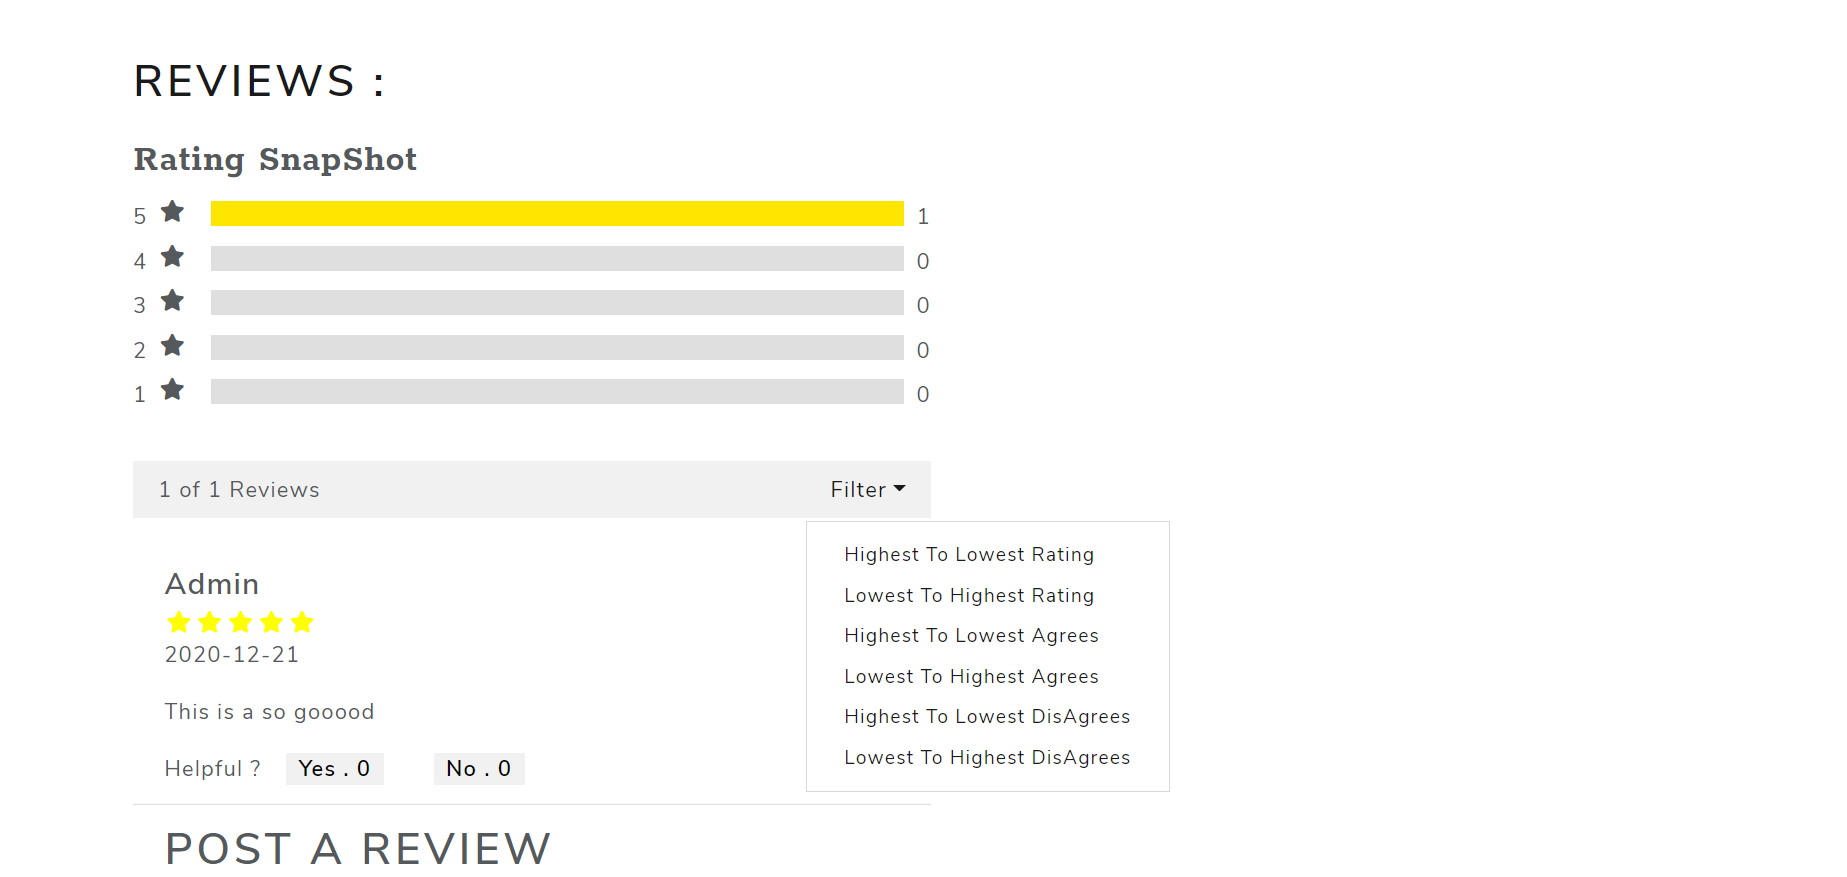 REVIEWS :
Rating SnapShot
5 1
4 0
3 0
2 0
1 0
1 of 1 Reviews Filter
Highest To Lowest Rating
Lowest To Highest Rating
Highest To Lowest Agrees
Lowest To Highest Agrees
Highest To Lowest DisAgrees
Lowest To Highest DisAgrees
Admin
2020-12-21
This is a so gooood
Helpful ? Yes . 0 No . 0
POST A REVIEW